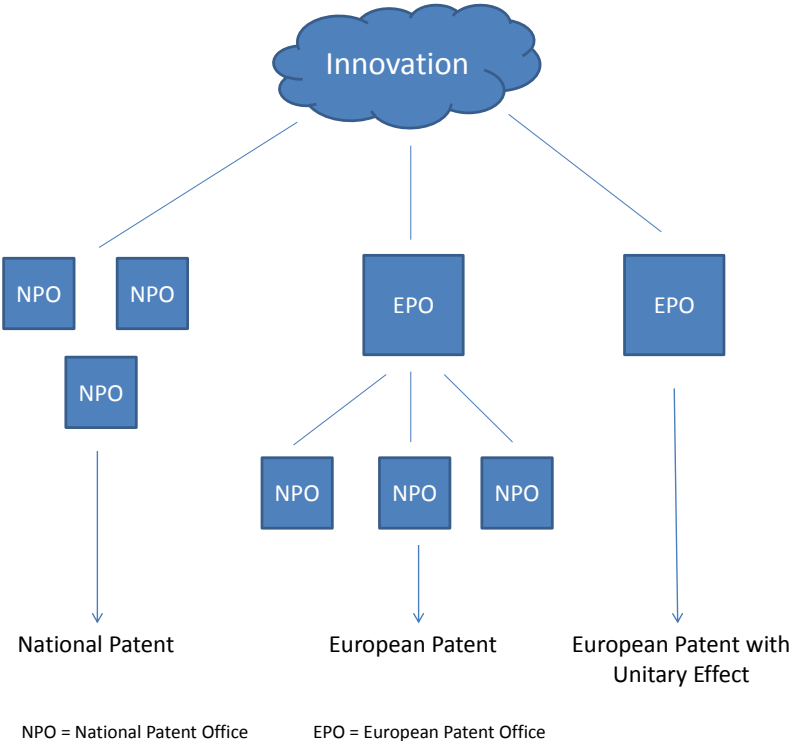 Innovation
NPO
NPO
NPO
EPO
EPO
NPO
NPO
NPO
National Patent
European Patent
European Patent with
Unitary Effect
NPO = National Patent Office
EPO = European Patent Office